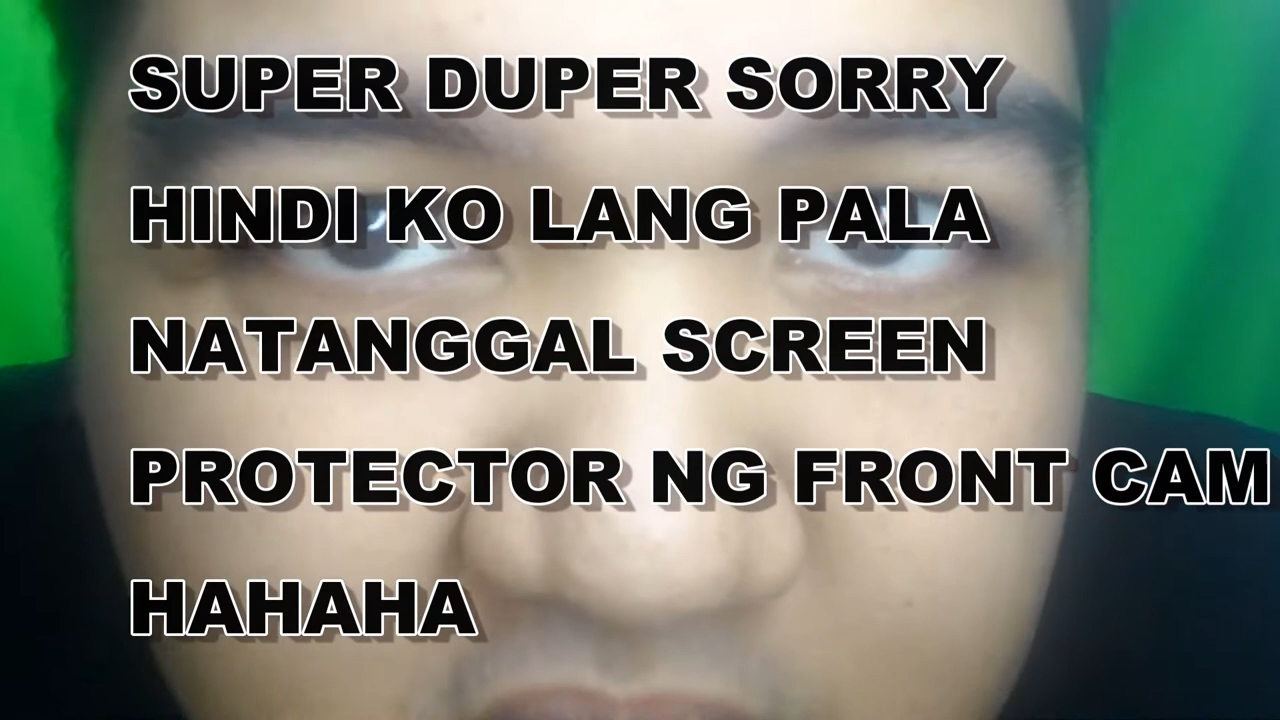 SUPER DUPER SORRY
HINDI KO LANG PALA
NATANGGAL SCREEN
PROTECTOR NG FRONT CAM
HAHAHA